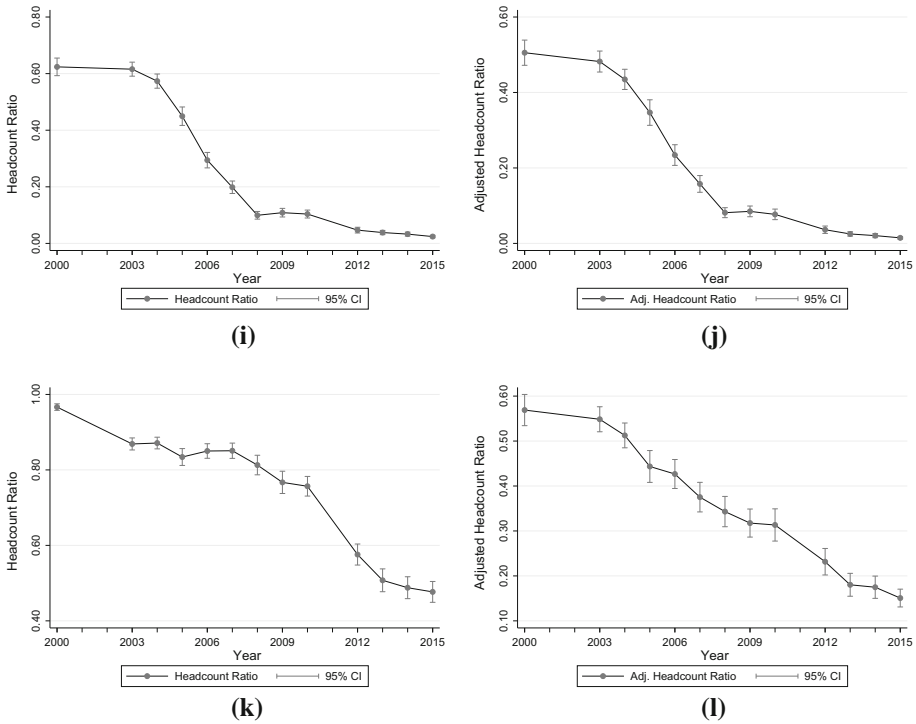 0.80
0.60
0.40
0.20
0.00
Headcount Ratio
2000 2003 2006 2009 2012 2015
Year
Headcount Ratio 95% CI
(i)
0.60
0.40
0.20
0.00
Adjusted Headcount Ratio
2000 2003 2006 2009 2012 2015
Year
Adj. Headcount Ratio 95% CI
(j)
1.00
0.80
0.60
0.40
Headcount Ratio
2000 2003 2006 2009 2012 2015
Year
Headcount Ratio 95% CI
(k)
0.60
0.50
0.40
0.30
0.20
0.10
Adjusted Headcount Ratio
2000 2003 2006 2009 2012 2015
Year
Adj. Headcount Ratio 95% CI
(l)